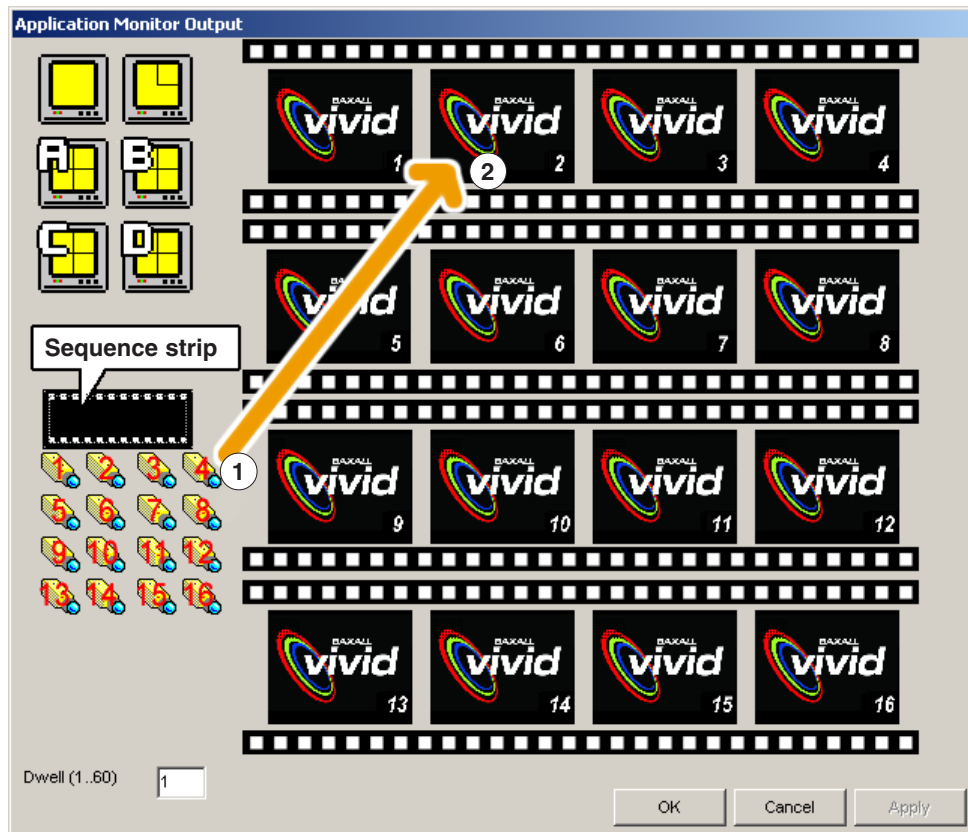 Application Monitor Output
A
B
C
D
Sequence strip
1
2
1 2 3 4
5 6 7 8
9 10 11 12
13 14 15 16
BAXALL vivid 1
BAXALL vivid 2
BAXALL vivid 3
BAXALL vivid 4
BAXALL vivid 5
BAXALL vivid 6
BAXALL vivid 7
BAXALL vivid 8
BAXALL vivid 9
BAXALL vivid 10
BAXALL vivid 11
BAXALL vivid 12
BAXALL vivid 13
BAXALL vivid 14
BAXALL vivid 15
BAXALL vivid 16
Dwell (1..60) 1
OK Cancel Apply